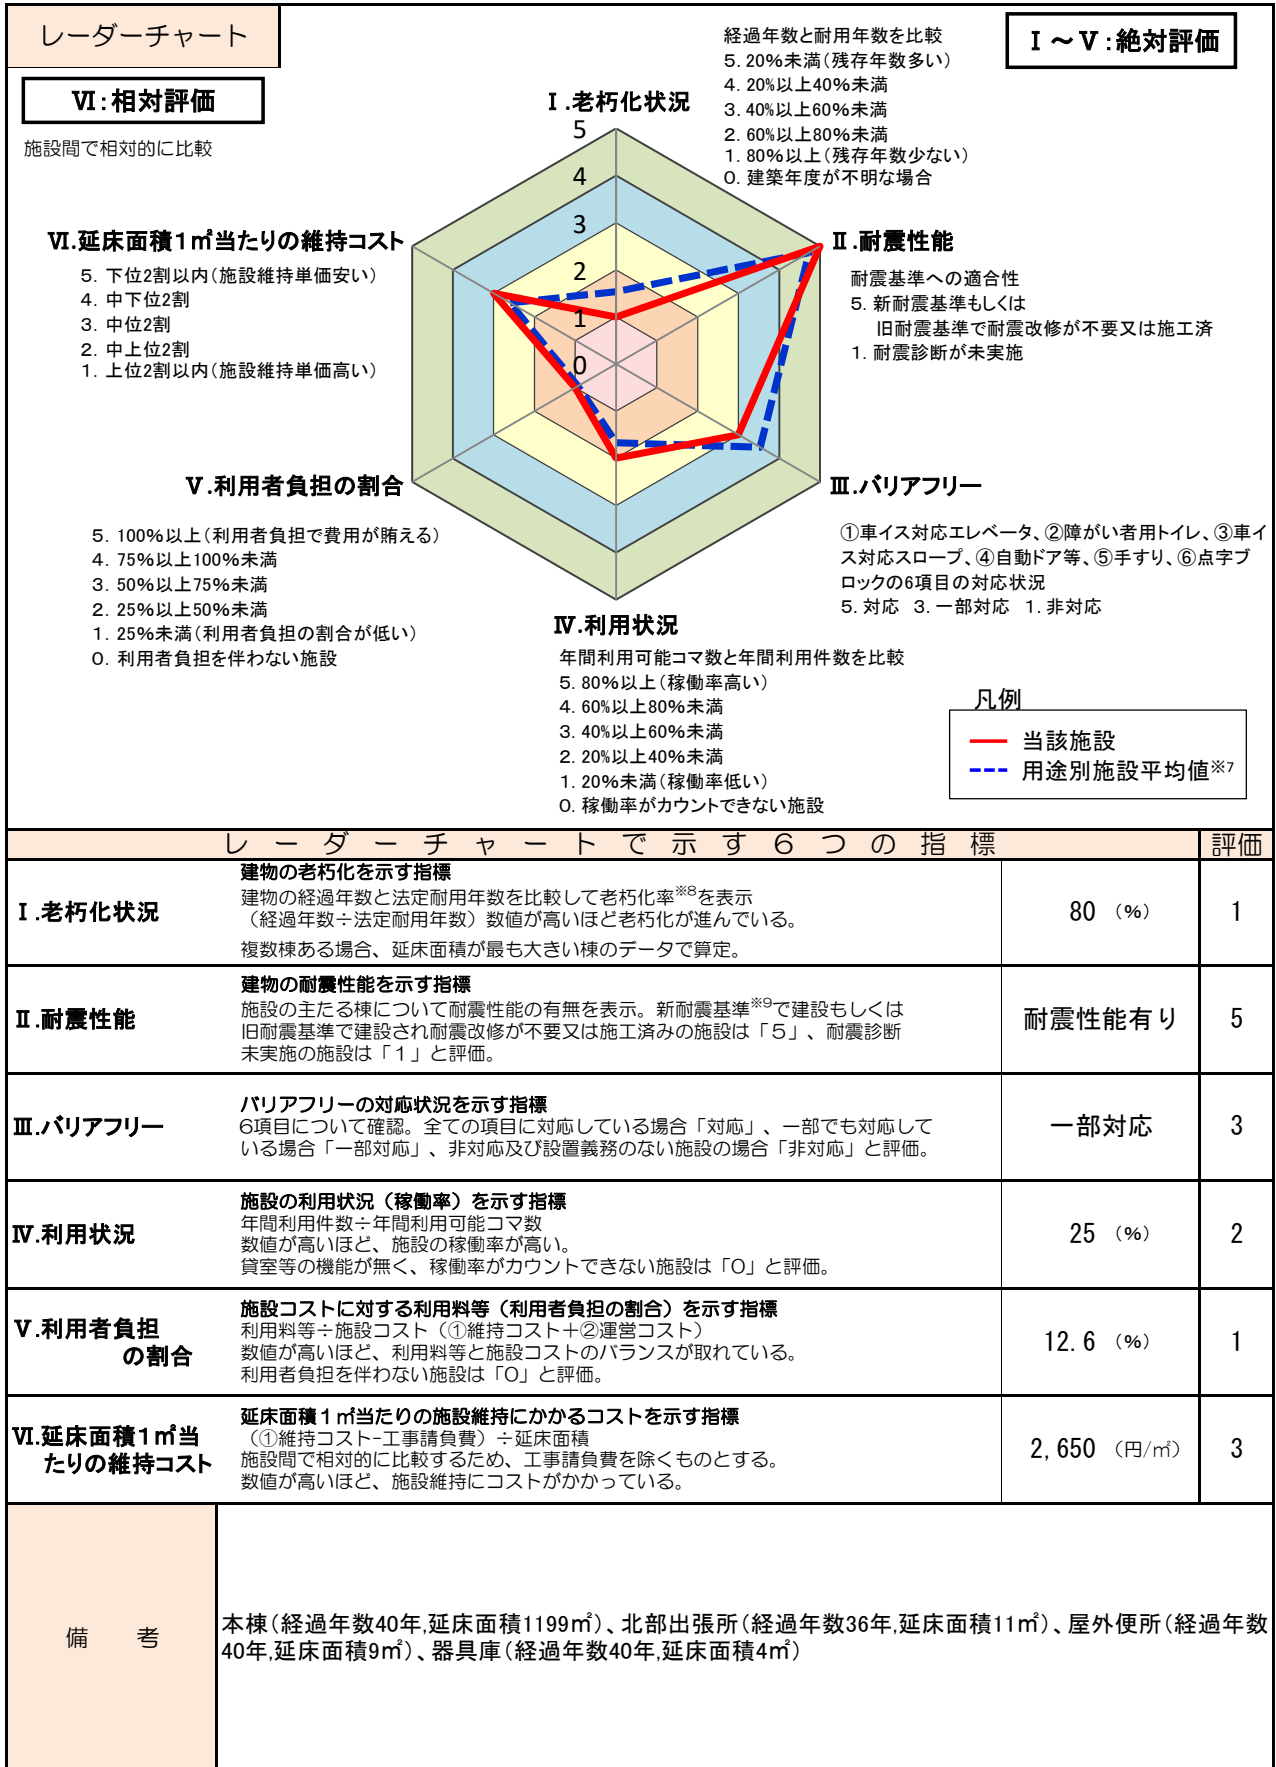 レーダーチャート
Ⅰ～Ⅴ:絶対評価
Ⅵ:相対評価
施設間で相対的に比較
経過年数と耐用年数を比較
5. 20%未満(残存年数多い)
4. 20%以上40%未満
3. 40%以上60%未満
2. 60%以上80%未満
1. 80%以上(残存年数少ない)
0. 建築年度が不明な場合
Ⅰ.老朽化状況
5
4
3
2
1
0
Ⅱ.耐震性能
耐震基準への適合性
5. 新耐震基準もしくは
旧耐震基準で耐震改修が不要又は施工済
1. 耐震診断が未実施
Ⅵ.延床面積1㎡当たりの維持コスト
5. 下位2割以内(施設維持単価安い)
4. 中下位2割
3. 中位2割
2. 中上位2割
1. 上位2割以内(施設維持単価高い)
Ⅴ.利用者負担の割合
5. 100%以上(利用者負担で費用が賄える)
4. 75%以上100%未満
3. 50%以上75%未満
2. 25%以上50%未満
1. 25%未満(利用者負担の割合が低い)
0. 利用者負担を伴わない施設
Ⅲ.バリアフリー
①車イス対応エレベータ、②障がい者用トイレ、③車イ
ス対応スロープ、④自動ドア等、⑤手すり、⑥点字ブ
ロックの6項目の対応状況
5. 対応 3. 一部対応 1. 非対応
Ⅳ.利用状況
年間利用可能コマ数と年間利用件数を比較
5. 80%以上(稼働率高い)
4. 60%以上80%未満
3. 40%以上60%未満
2. 20%以上40%未満
1. 20%未満(稼働率低い)
0. 稼働率がカウントできない施設
凡例
当該施設
用途別施設平均値※7
レーダーチャートで示す6つの指標 評価
Ⅰ.老朽化状況
建物の老朽化を示す指標
建物の経過年数と法定耐用年数を比較して老朽化率※8を表示
（経過年数÷法定耐用年数）数値が高いほど老朽化が進んでいる。
複数棟ある場合、延床面積が最も大きい棟のデータで算定。
80 (%) 1
Ⅱ.耐震性能
建物の耐震性能を示す指標
施設の主たる棟について耐震性能の有無を表示。新耐震基準※9で建設もしくは
旧耐震基準で建設され耐震改修が不要又は施工済みの施設は「5」、耐震診断
未実施の施設は「1」と評価。
耐震性能有り 5
Ⅲ.バリアフリー
バリアフリーの対応状況を示す指標
6項目について確認。全ての項目に対応している場合「対応」、一部でも対応して
いる場合「一部対応」、非対応及び設置義務のない施設の場合「非対応」と評価。
一部対応 3
Ⅳ.利用状況
施設の利用状況（稼働率）を示す指標
年間利用件数÷年間利用可能コマ数
数値が高いほど、施設の稼働率が高い。
貸室等の機能が無く、稼働率がカウントできない施設は「0」と評価。
25 (%) 2
Ⅴ.利用者負担
の割合
施設コストに対する利用料等（利用者負担の割合）を示す指標
利用料等÷施設コスト（①維持コスト＋②運営コスト）
数値が高いほど、利用料等と施設コストのバランスが取れている。
利用者負担を伴わない施設は「0」と評価。
12.6 (%) 1
Ⅵ.延床面積1㎡当
たりの維持コスト
延床面積1㎡当たりの施設維持にかかるコストを示す指標
（①維持コスト-工事請負費）÷延床面積
施設間で相対的に比較するため、工事請負費を除くものとする。
数値が高いほど、施設維持にコストがかかっている。
2,650 (円/㎡) 3
備 考
本棟(経過年数40年,延床面積1199㎡)、北部出張所(経過年数36年,延床面積11㎡)、屋外便所(経過年数
40年,延床面積9㎡)、器具庫(経過年数40年,延床面積4㎡)